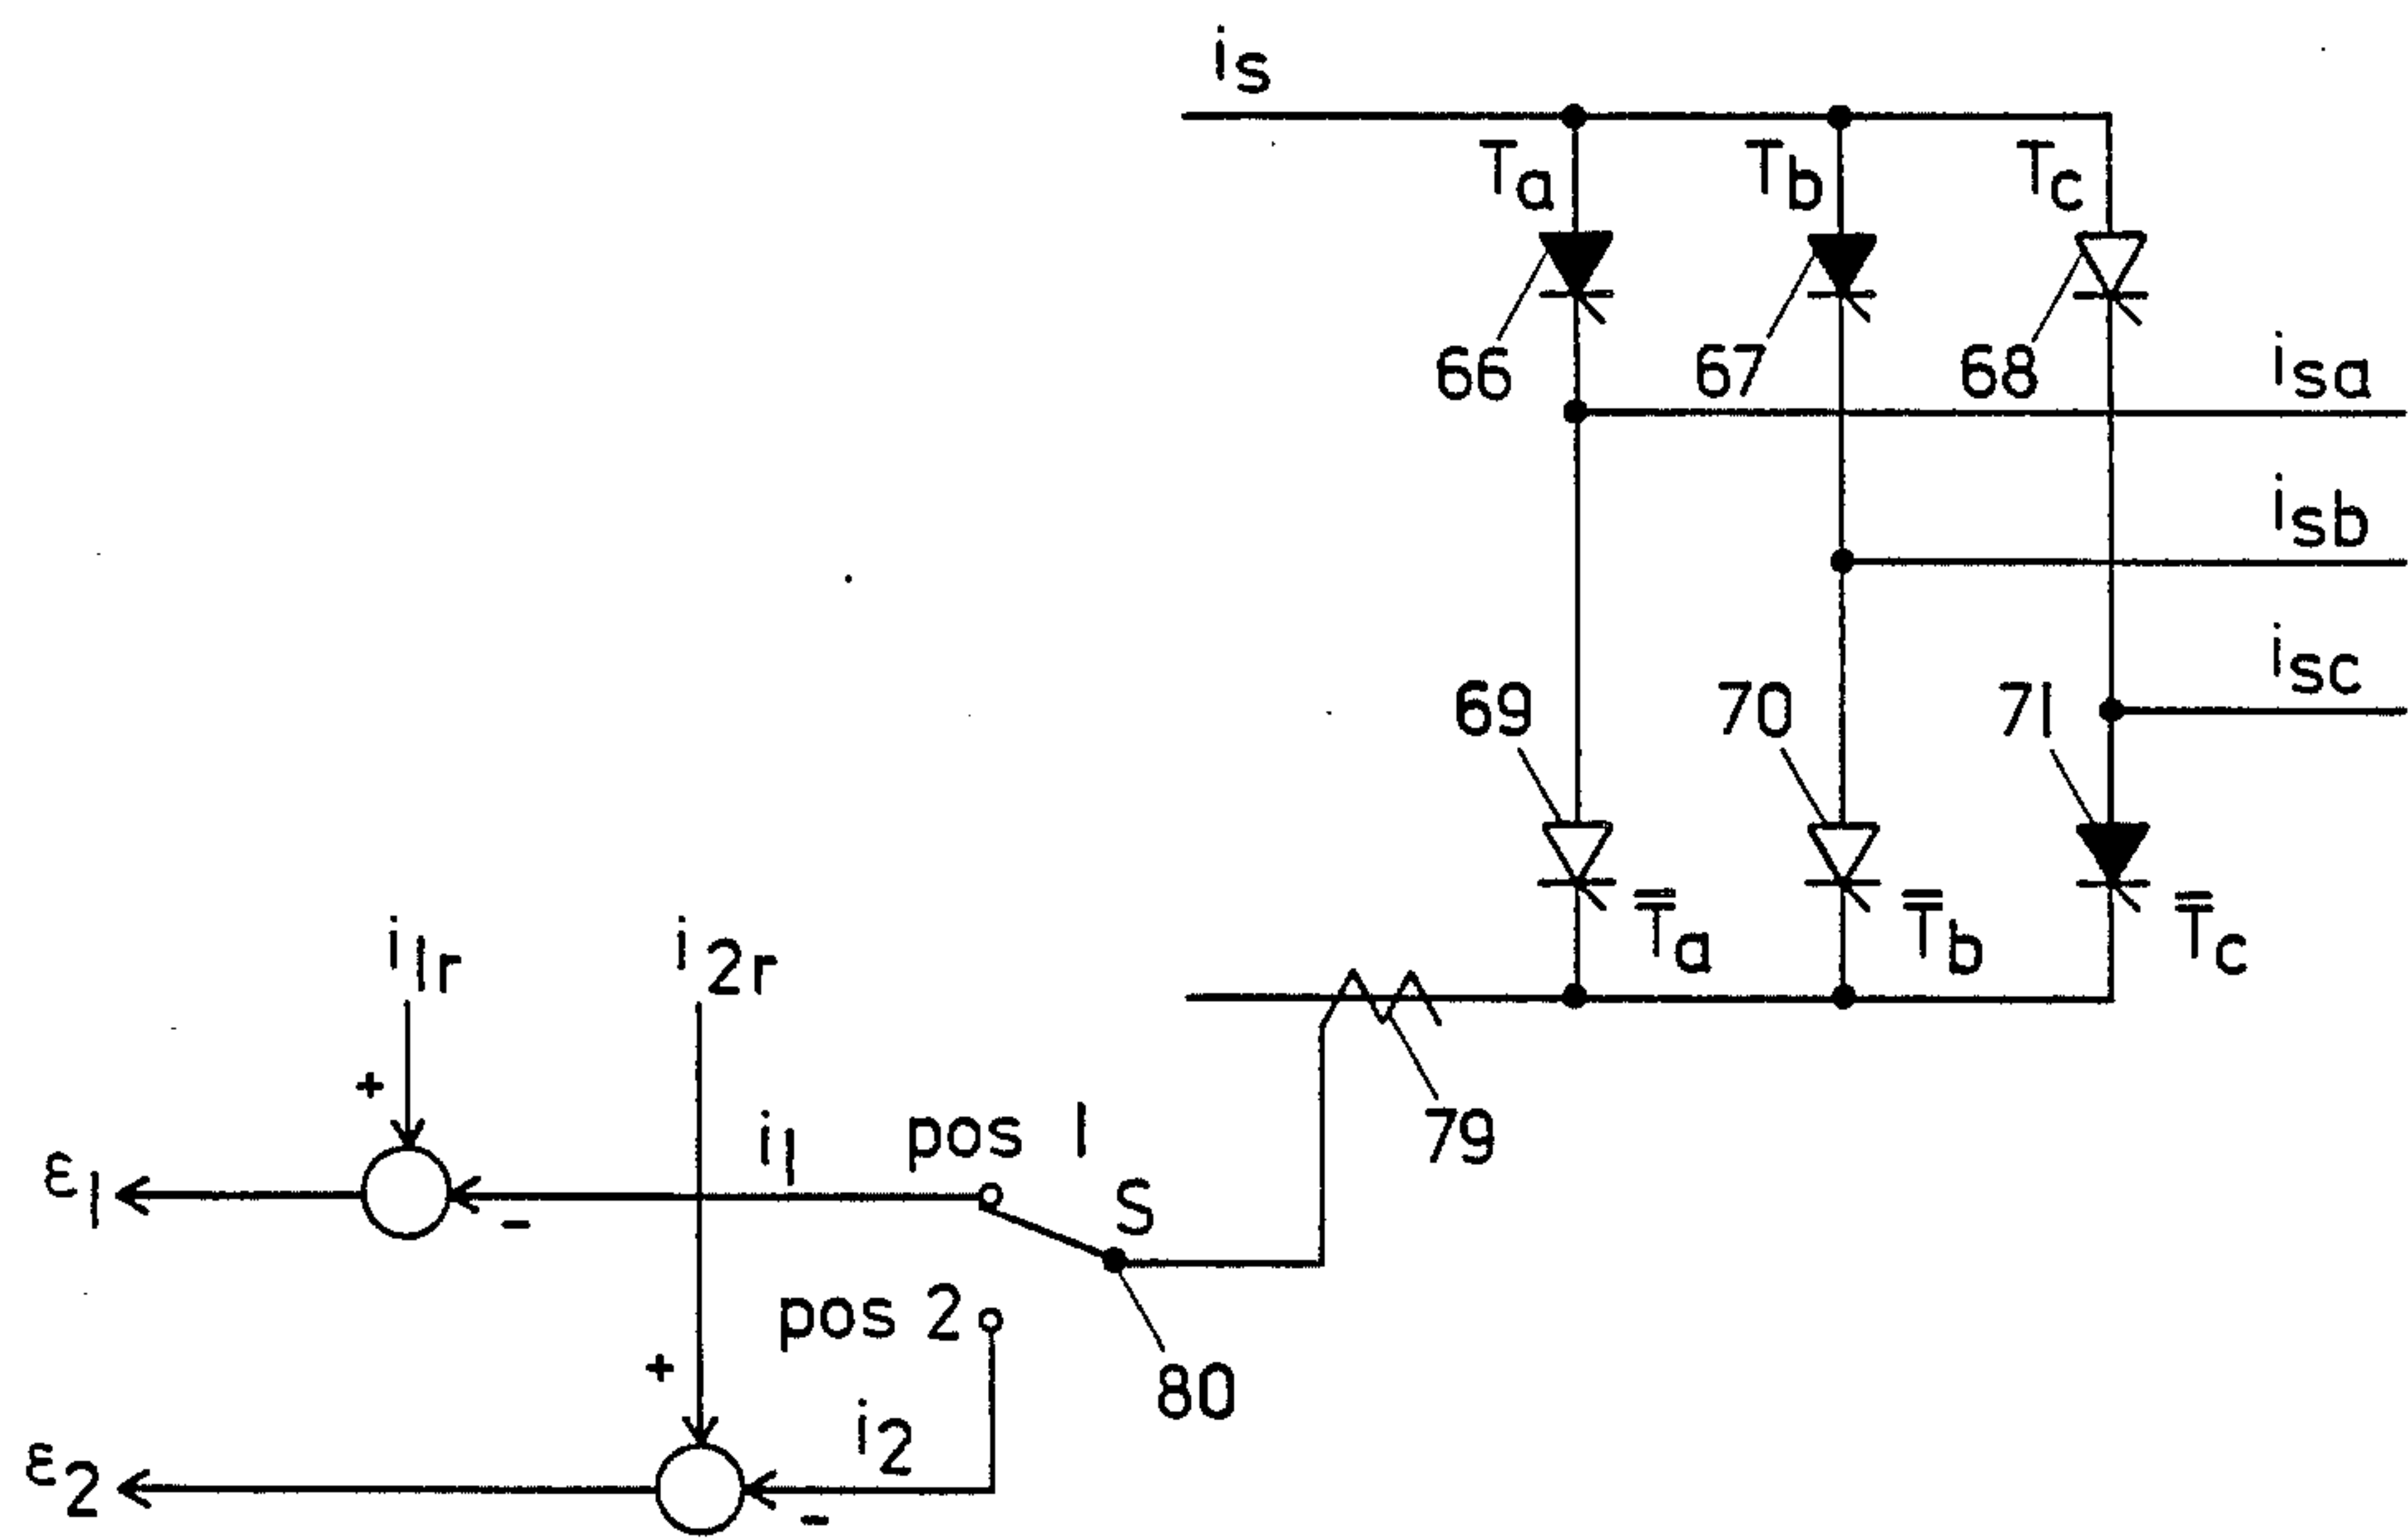 is
Ta Tb Tc
66 67 68
isa
isb
isc
69 70 71
T̿a T̿b T̿c
i1r i2r
+
79
i1 pos 1
ε1
-
S
pos 2
80
+
i2
ε2
-